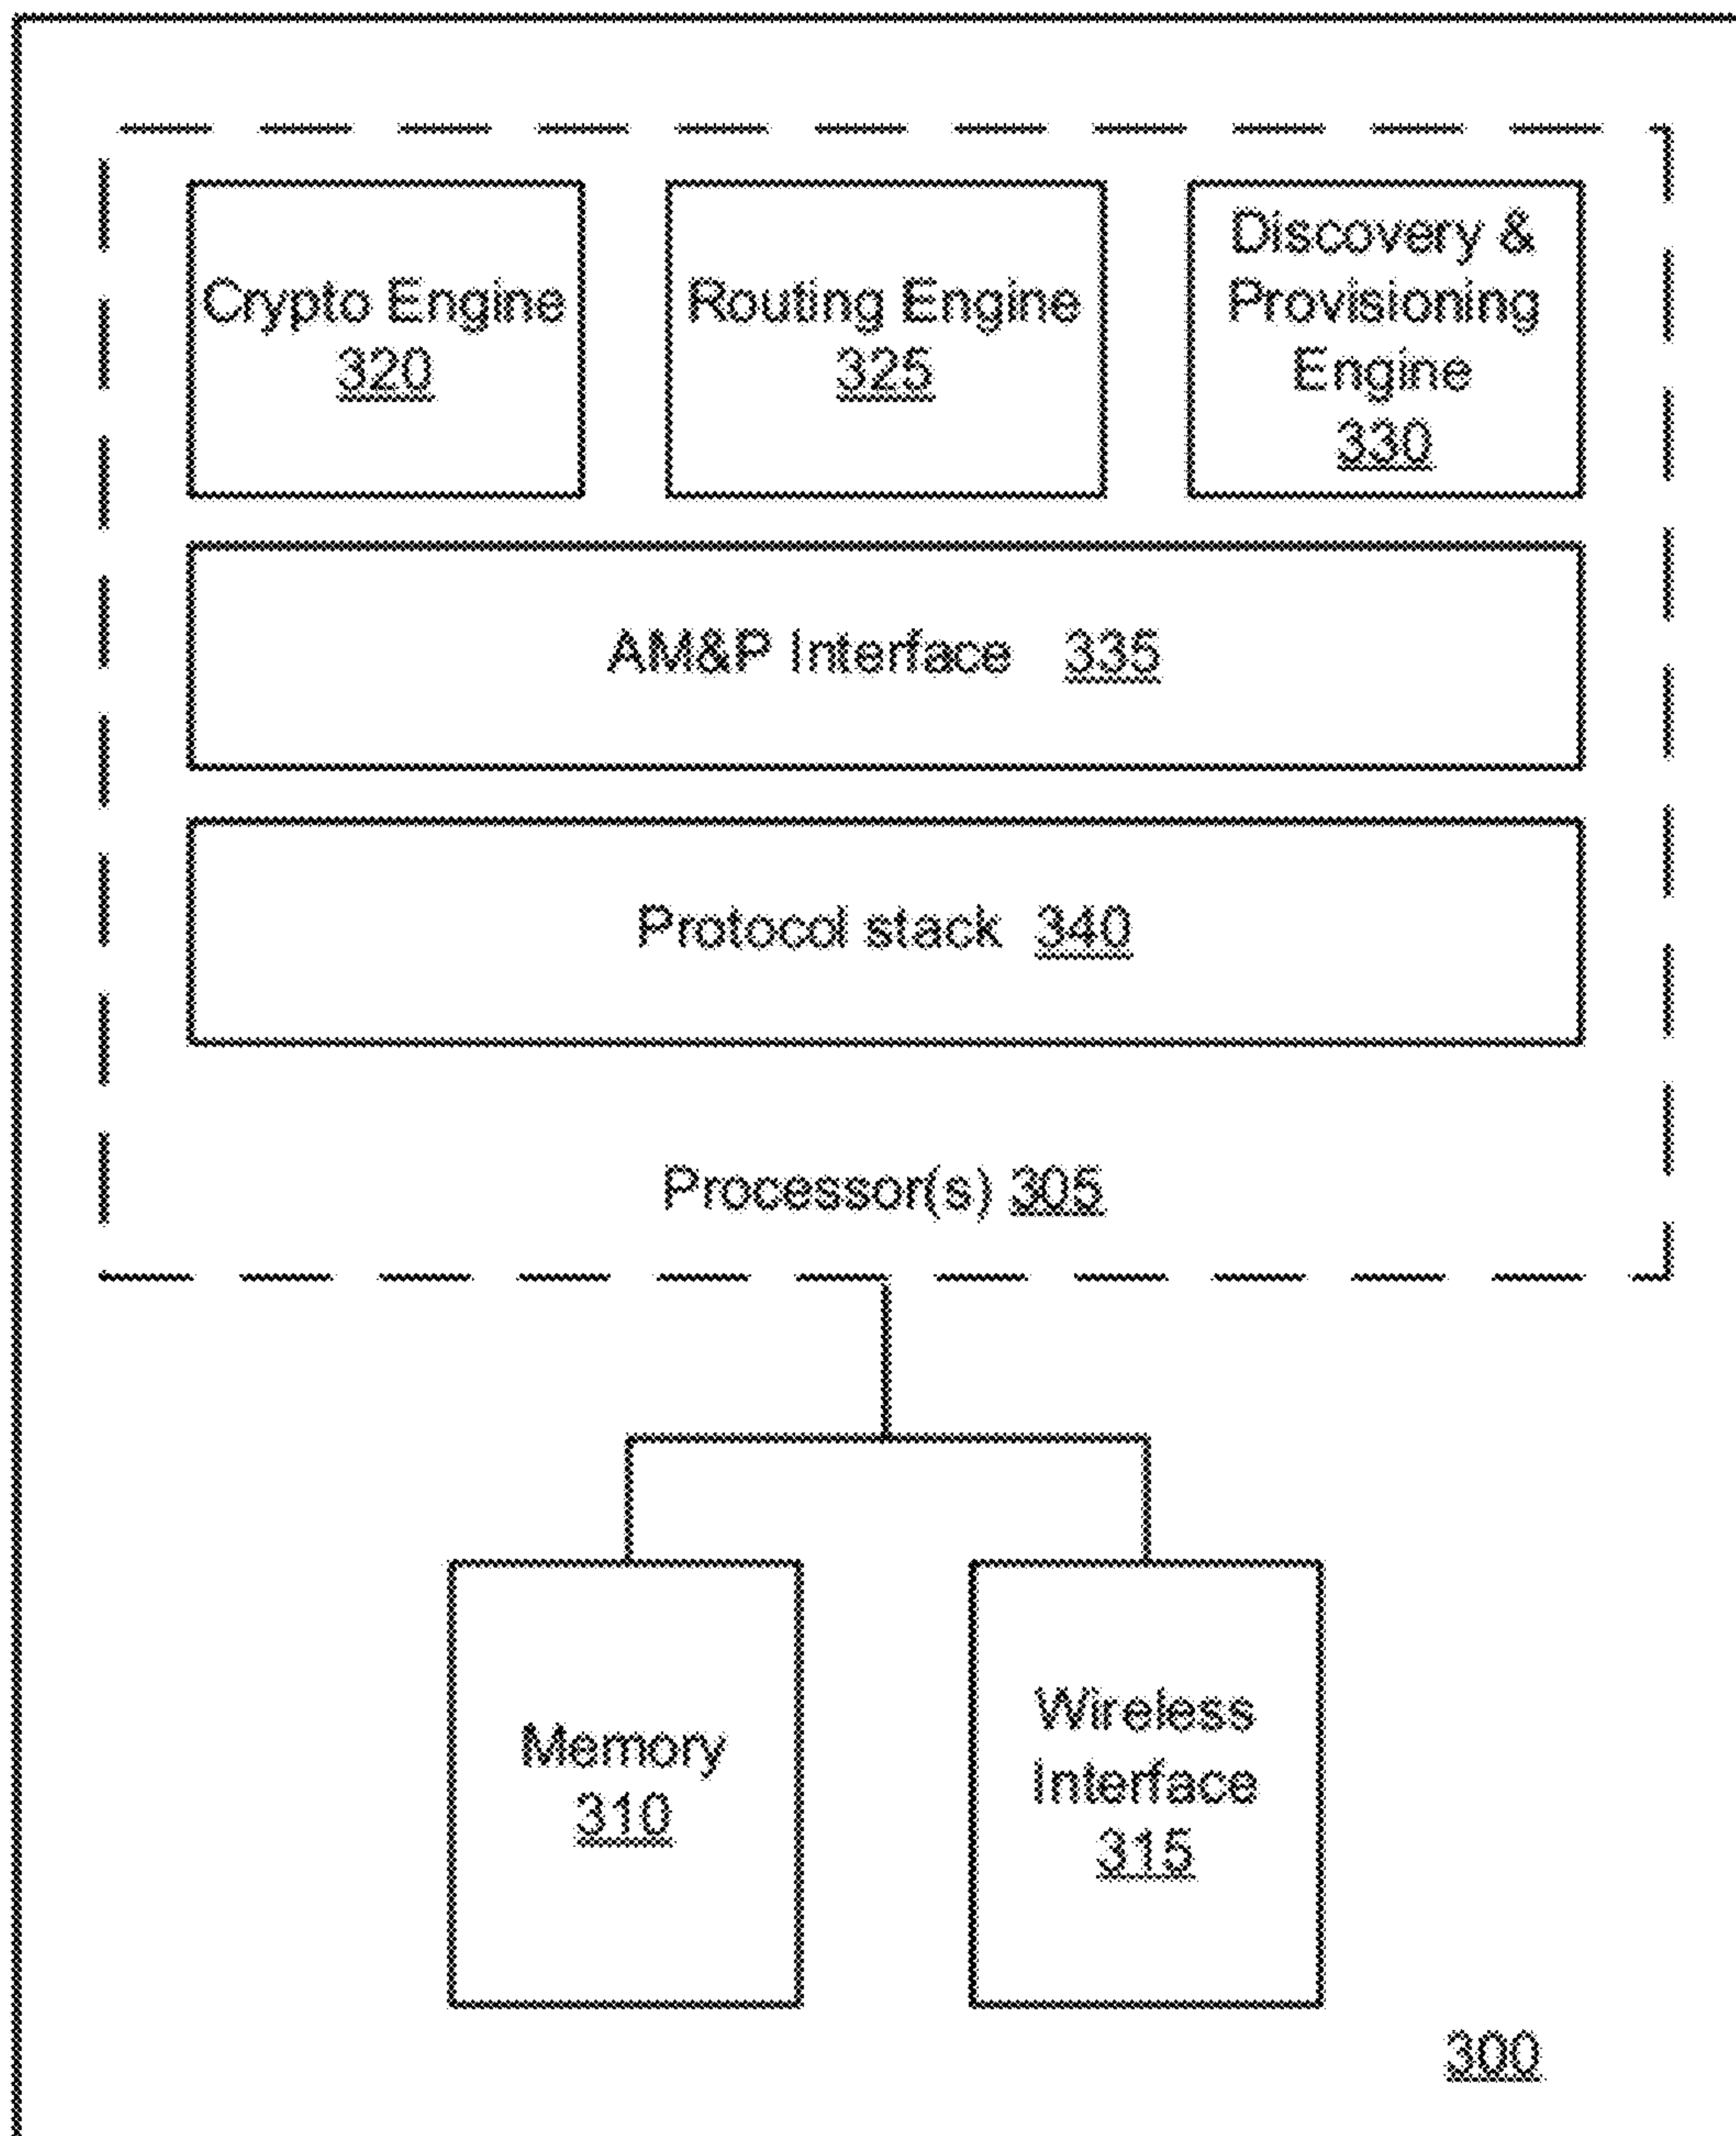 Crypto Engine
320
Routing Engine
325
Discovery &
Provisioning
Engine
330
AM&P Interface 335
Protocol stack 340
Processor(s) 305
Memory
310
Wireless
Interface
315
300